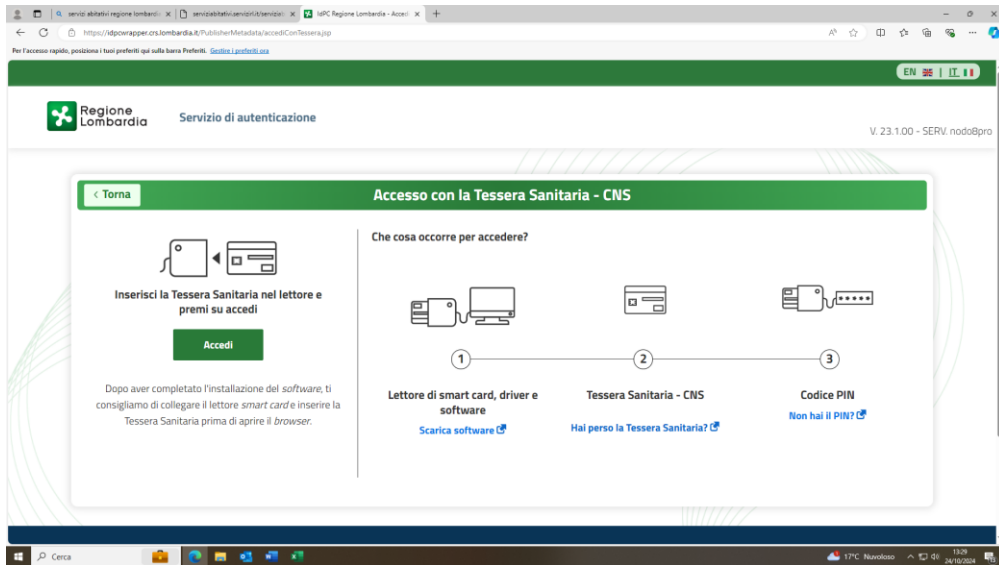 servizi abitativi regione lombardi
serviziabitativi.servizirl.it/servizia
IdPC Regione Lombardia - Acced
https://idpcwrapper.crs.lombardia.it/PublisherMetadata/accediConTessera.jsp
Per l'accesso rapido, posiziona i tuoi preferiti qui sulla barra Preferiti. Gestire i preferiti ora
EN | IT
Regione
Lombardia
Servizio di autenticazione
V. 23.1.00 - SERV. nodo8pro
< Torna
Accesso con la Tessera Sanitaria - CNS
Inserisci la Tessera Sanitaria nel lettore e
premi su accedi
Accedi
Dopo aver completato l'installazione del software, ti
consigliamo di collegare il lettore smart card e inserire la
Tessera Sanitaria prima di aprire il browser.
Che cosa occorre per accedere?
1
2
3
Lettore di smart card, driver e
software
Scarica software
Tessera Sanitaria - CNS
Hai perso la Tessera Sanitaria?
Codice PIN
Non hai il PIN?
Cerca
17°C Nuvoloso
13:29
24/10/2024